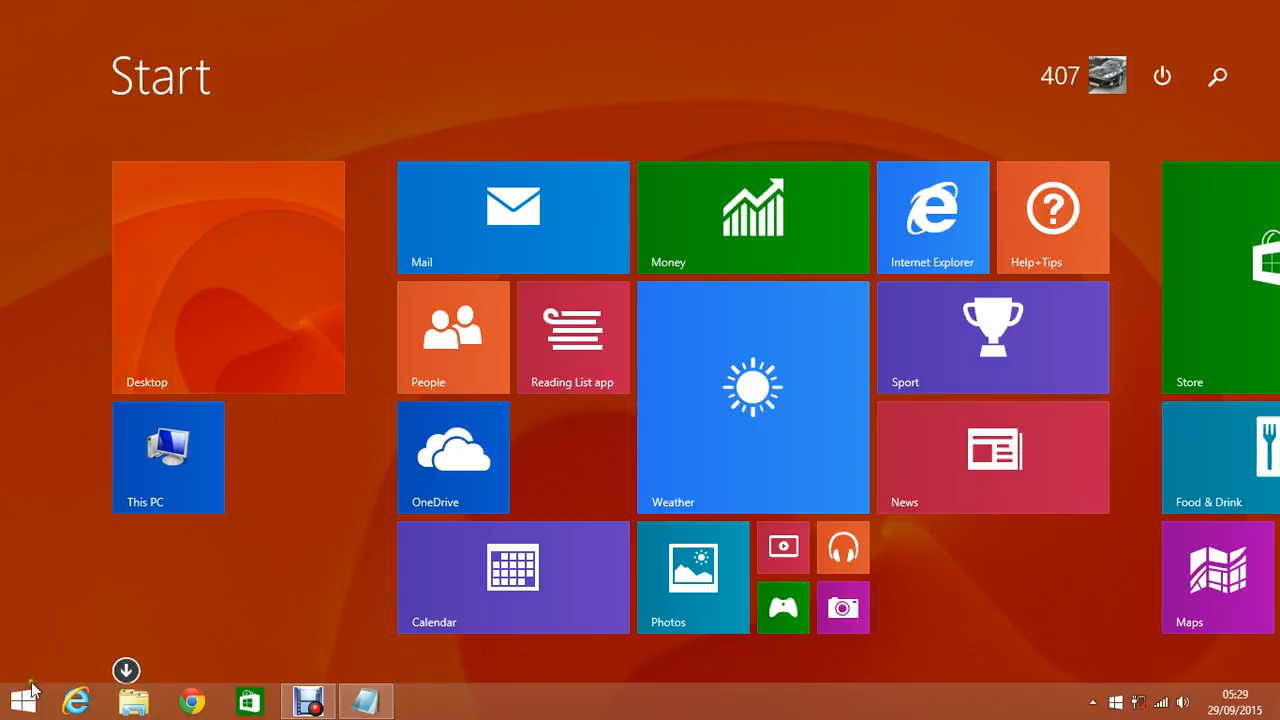 Start
407
Mail
Money
Internet Explorer
Help+Tips
Desktop
People
Reading List app
Sport
Store
This PC
OneDrive
Weather
News
Food & Drink
Calendar
Photos
Maps
05:29
29/09/2015